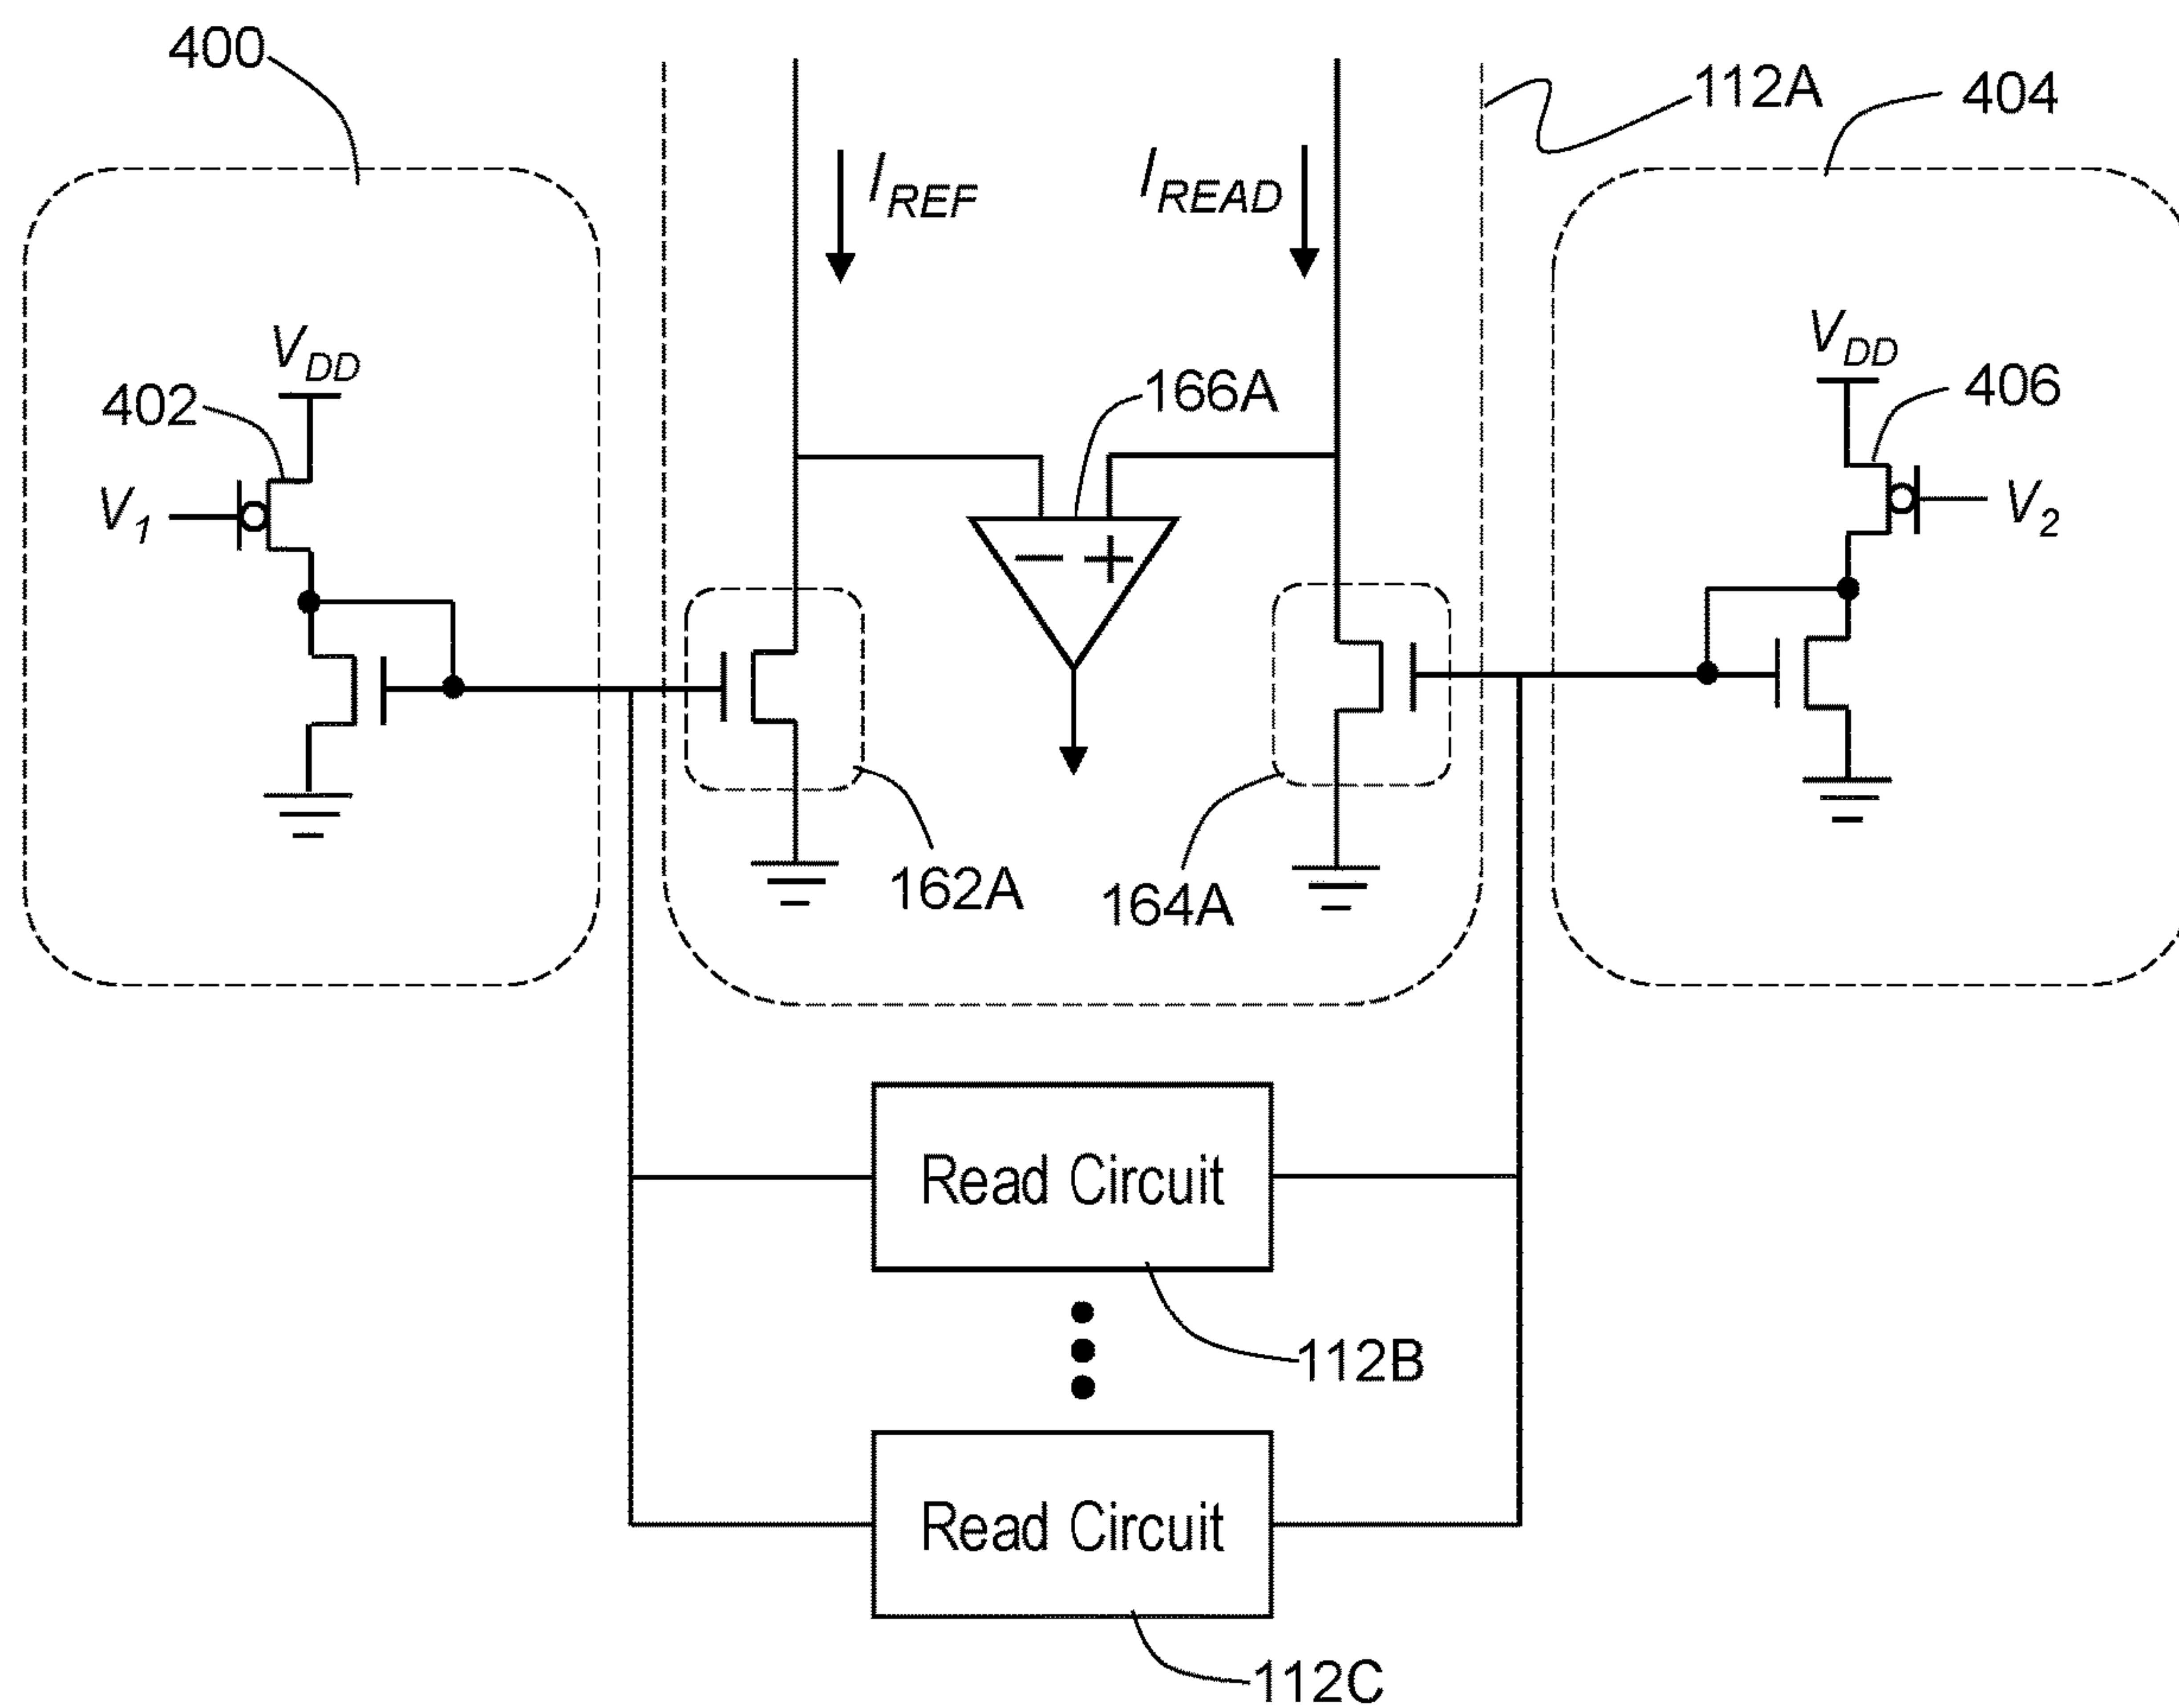 400
112A
404
I_REF
I_READ
V_DD
V_DD
402
166A
406
V_1
V_2
− +
162A
164A
Read Circuit
112B
Read Circuit
112C